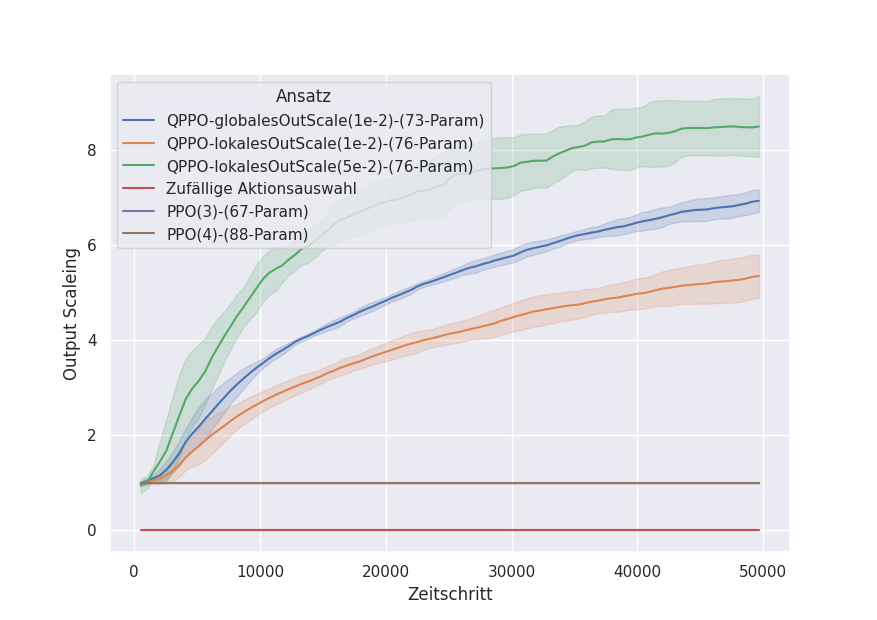 Ansatz
QPPO-globalesOutScale(1e-2)-(73-Param)
QPPO-lokalesOutScale(1e-2)-(76-Param)
QPPO-lokalesOutScale(5e-2)-(76-Param)
Zufällige Aktionsauswahl
PPO(3)-(67-Param)
PPO(4)-(88-Param)
Output Scaleing
8
6
4
2
0
0 10000 20000 30000 40000 50000
Zeitschritt